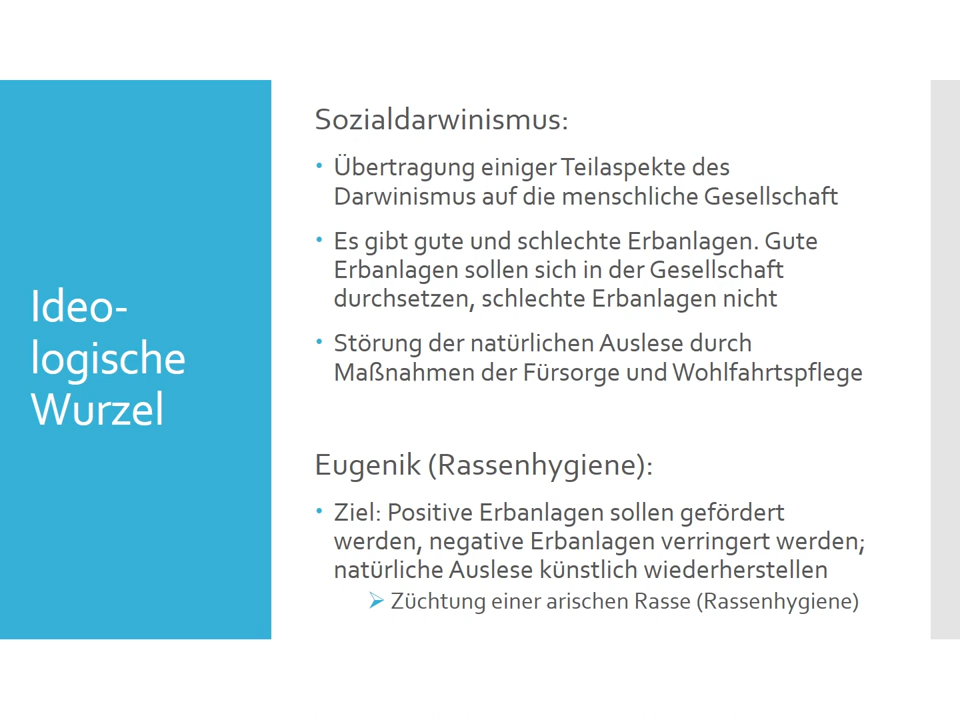 Ideo-
logische
Wurzel
Sozialdarwinismus:
• Übertragung einiger Teilaspekte des
Darwinismus auf die menschliche Gesellschaft
• Es gibt gute und schlechte Erbanlagen. Gute
Erbanlagen sollen sich in der Gesellschaft
durchsetzen, schlechte Erbanlagen nicht
• Störung der natürlichen Auslese durch
Maßnahmen der Fürsorge und Wohlfahrtspflege
Eugenik (Rassenhygiene):
• Ziel: Positive Erbanlagen sollen gefördert
werden, negative Erbanlagen verringert werden;
natürliche Auslese künstlich wiederherstellen
➢ Züchtung einer arischen Rasse (Rassenhygiene)